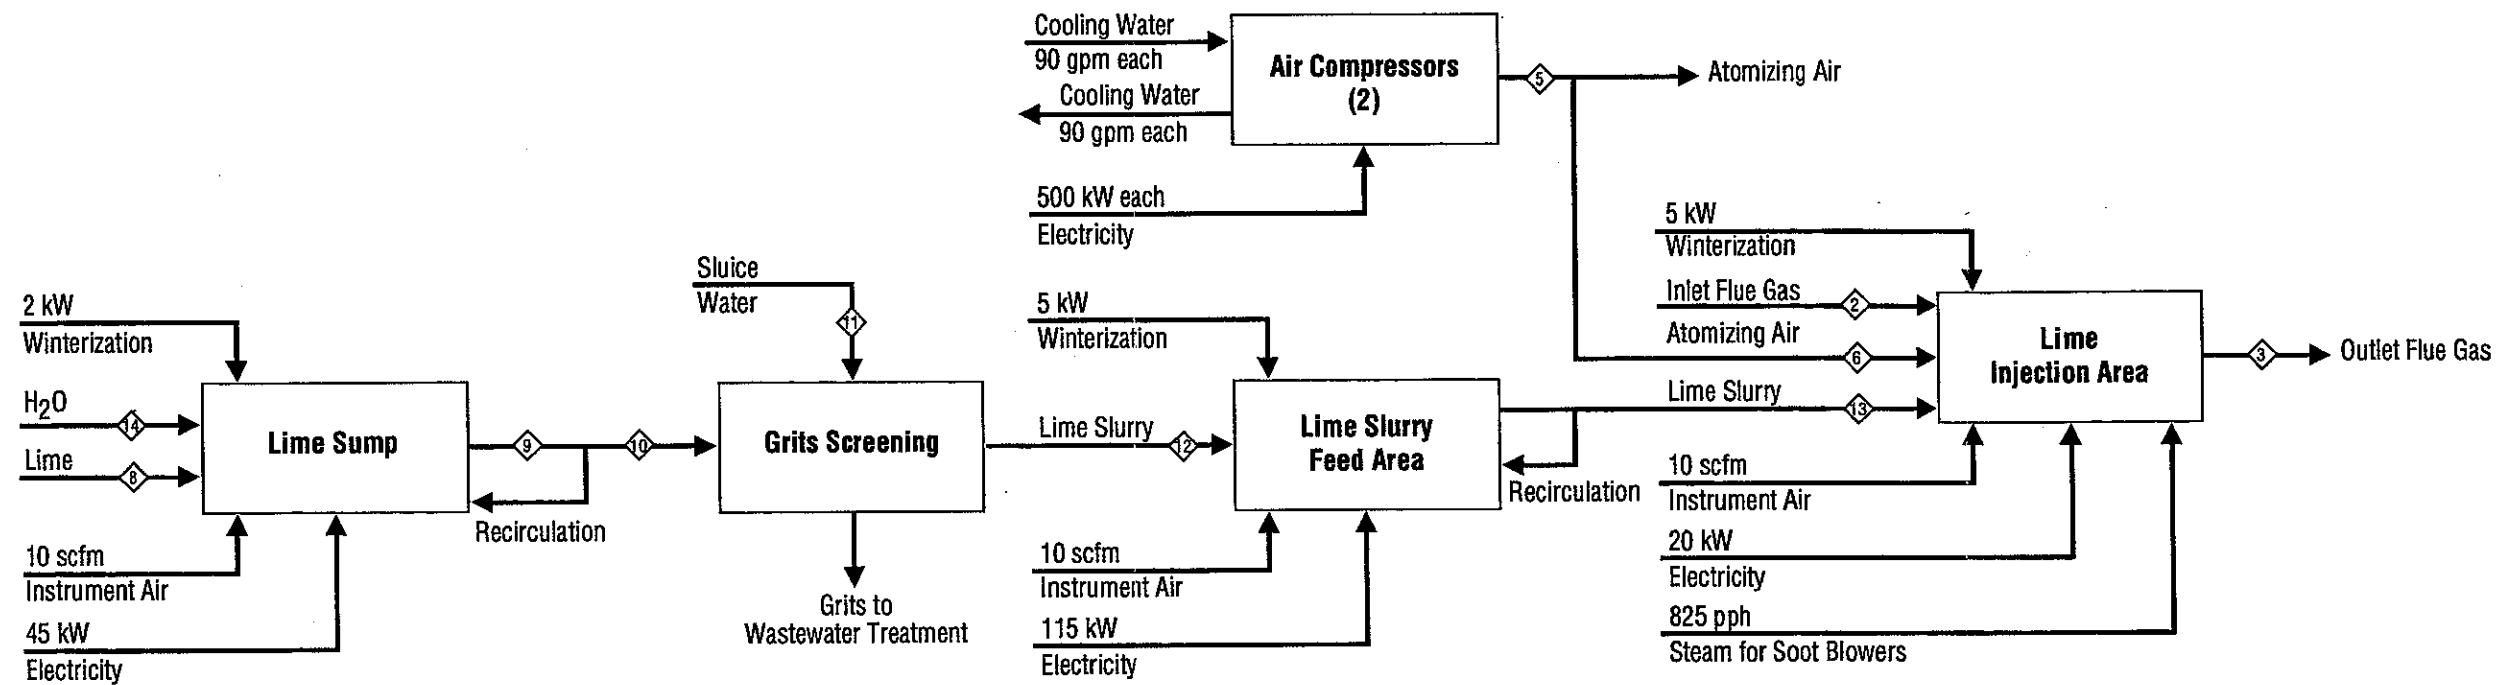 Cooling Water
90 gpm each
Cooling Water
90 gpm each
Air Compressors
(2)
5
Atomizing Air
500 kW each
Electricity
5 kW
Winterization
Inlet Flue Gas
2
Atomizing Air
6
Lime Slurry
13
Lime
Injection Area
3
Outlet Flue Gas
10 scfm
Instrument Air
20 kW
Electricity
825 pph
Steam for Soot Blowers
Sluice
Water
11
2 kW
Winterization
H2O
14
Lime
8
Lime Sump
9
10
Recirculation
10 scfm
Instrument Air
45 kW
Electricity
Grits Screening
Grits to
Wastewater Treatment
Lime Slurry
12
5 kW
Winterization
Lime Slurry
Feed Area
Recirculation
10 scfm
Instrument Air
115 kW
Electricity